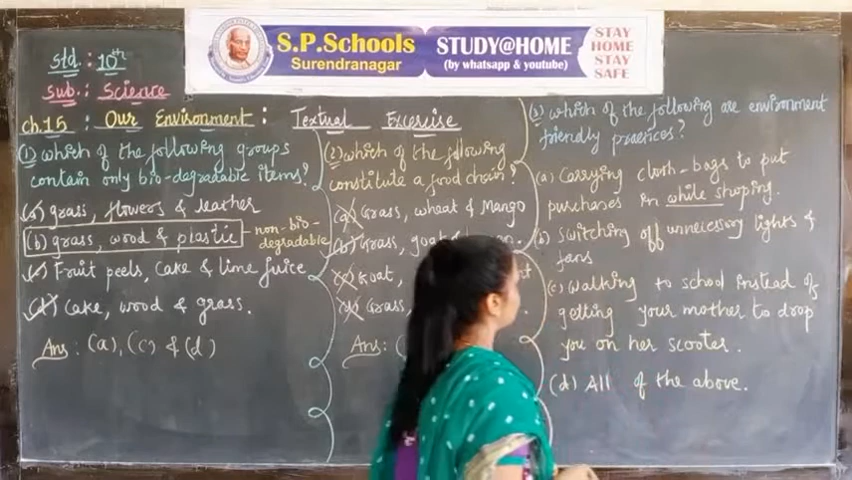 S.P.Schools
Surendranagar
STUDY@HOME
(by whatsapp & youtube)
STAY
HOME
STAY
SAFE
Std : 10th
Sub. : Science
Ch.15 : Our Environment : Textual Excercise
(1) which of the following groups
contain only bio-degradable items?
(a) grass, flowers & leather
(b) grass, wood & plastic - non-bio-
degradable
(c) Fruit peels, cake & lime juice
(d) Cake, wood & grass.
Ans : (a), (c) & (d)
(2) which of the following
constitute a food chain?
(a) Grass, wheat & Mango
(b) Grass, goat &
(c) Goat,
(d) Grass,
Ans: (
(3) which of the following are environment
friendly practices?
(a) Carrying cloth-bags to put
purchases in while shoping.
(b) switching off unnecessary lights &
fans
(c) walking to school instead of
getting your mother to drop
you on her scooter.
(d) All of the above.